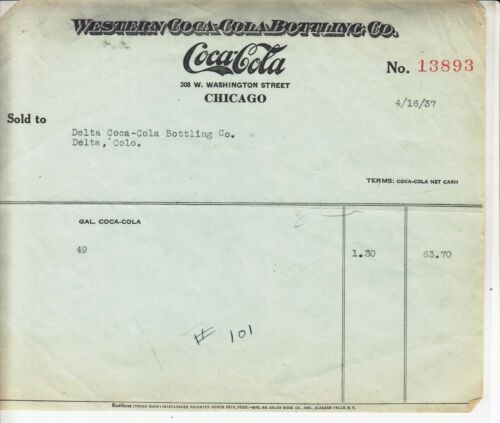 WESTERN COCA-COLA BOTTLING CO.
Coca-Cola
308 W. WASHINGTON STREET
CHICAGO
No. 13893
4/16/37
Sold to
Delta Coca-Cola Bottling Co.
Delta, Colo.
TERMS: COCA-COLA NET CASH
GAL. COCA-COLA
49 1.30 63.70
# 101